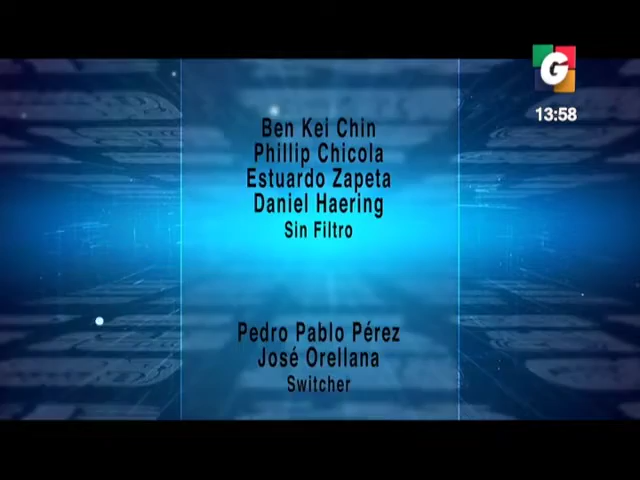 G
13:58
Ben Kei Chin
Phillip Chicola
Estuardo Zapeta
Daniel Haering
Sin Filtro
Pedro Pablo Pérez
José Orellana
Switcher